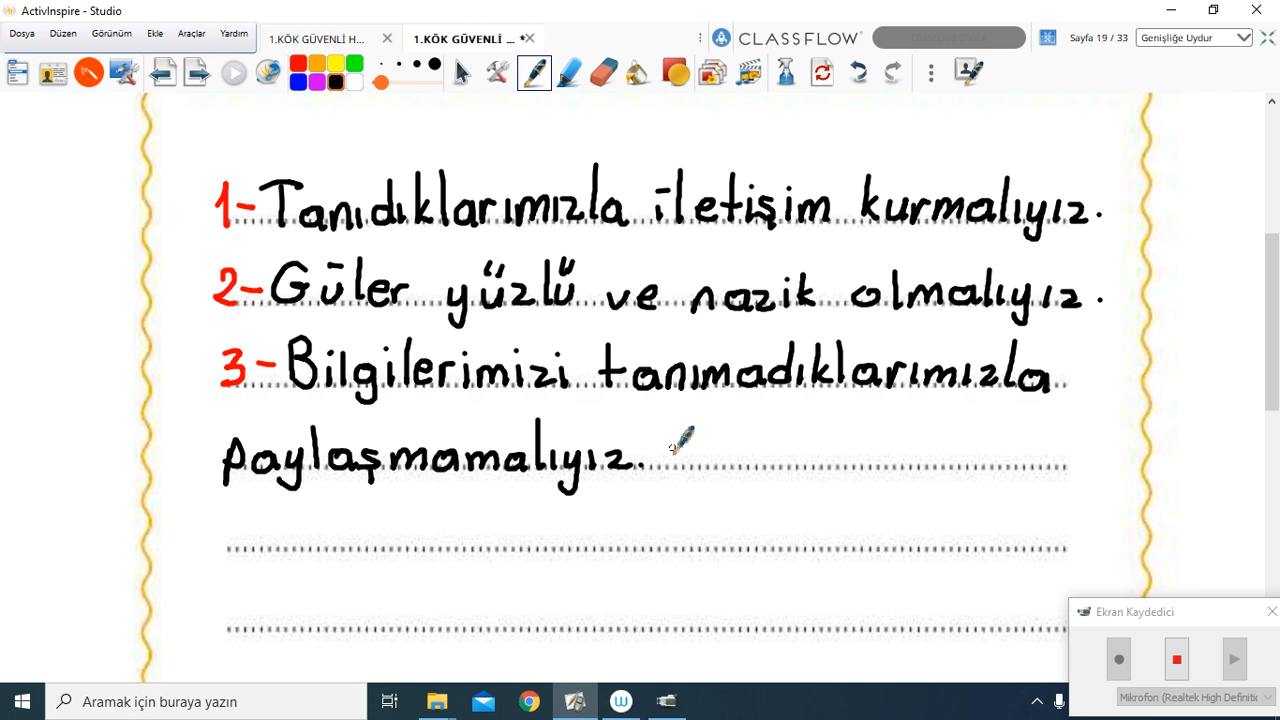 ActivInspire - Studio
Dosya Düzen Görünüm Ekle Araçlar Yardım
1.KÖK GÜVENLİ H... 1.KÖK GÜVENLİ ... *
CLASSFLOW
Sayfa 19 / 33 Genişliğe Uydur
1- Tanıdıklarımızla iletişim kurmalıyız.
2- Güler yüzlü ve nazik olmalıyız.
3- Bilgilerimizi tanımadıklarımızla
paylaşmamalıyız.
Ekran Kaydedici
Mikrofon (Realtek High Definitic
Aramak için buraya yazın